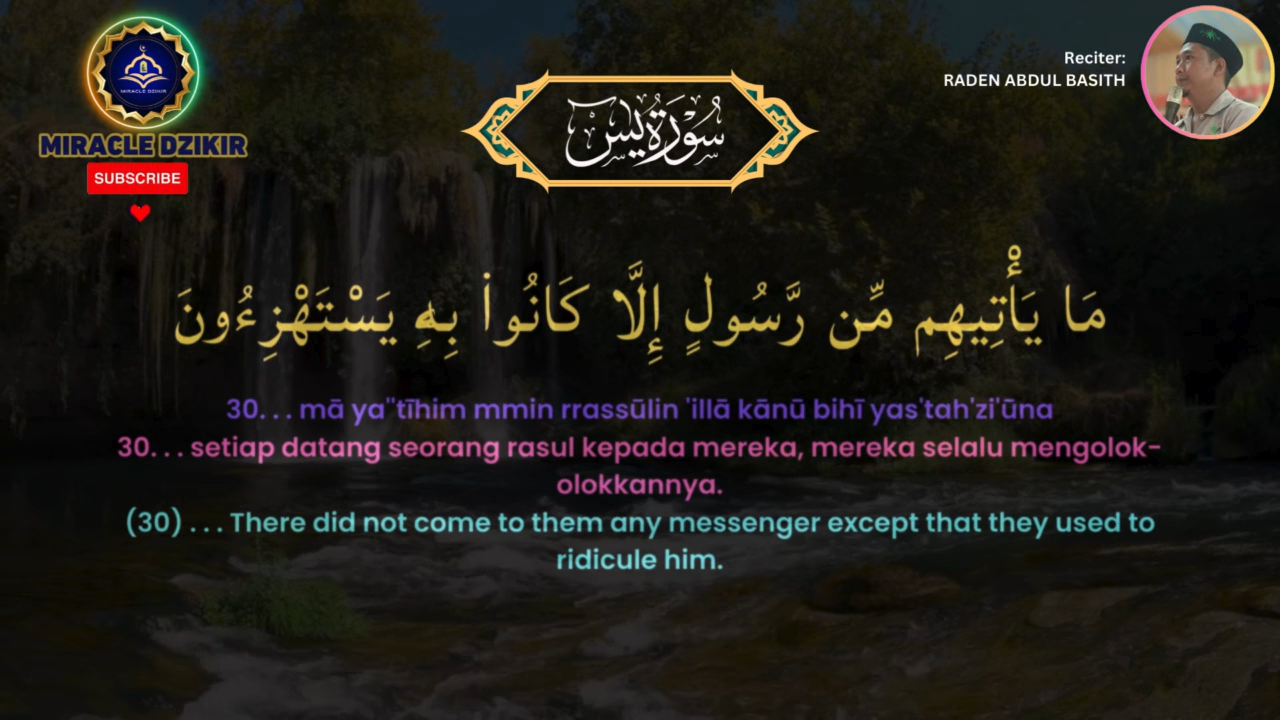 MIRACLE DZIKIR
MIRACLE DZIKIR
SUBSCRIBE
Reciter:
RADEN ABDUL BASITH
سُوْرَةُ يٰسٓ
مَا يَأْتِيهِم مِّن رَّسُولٍ إِلَّا كَانُوا۟ بِهِۦ يَسْتَهْزِءُونَ
30. . . mā ya''tīhim mmin rrassūlin 'illā kānū bihī yas'tah'zi'ūna
30. . . setiap datang seorang rasul kepada mereka, mereka selalu mengolok-
olokkannya.
(30) . . . There did not come to them any messenger except that they used to
ridicule him.